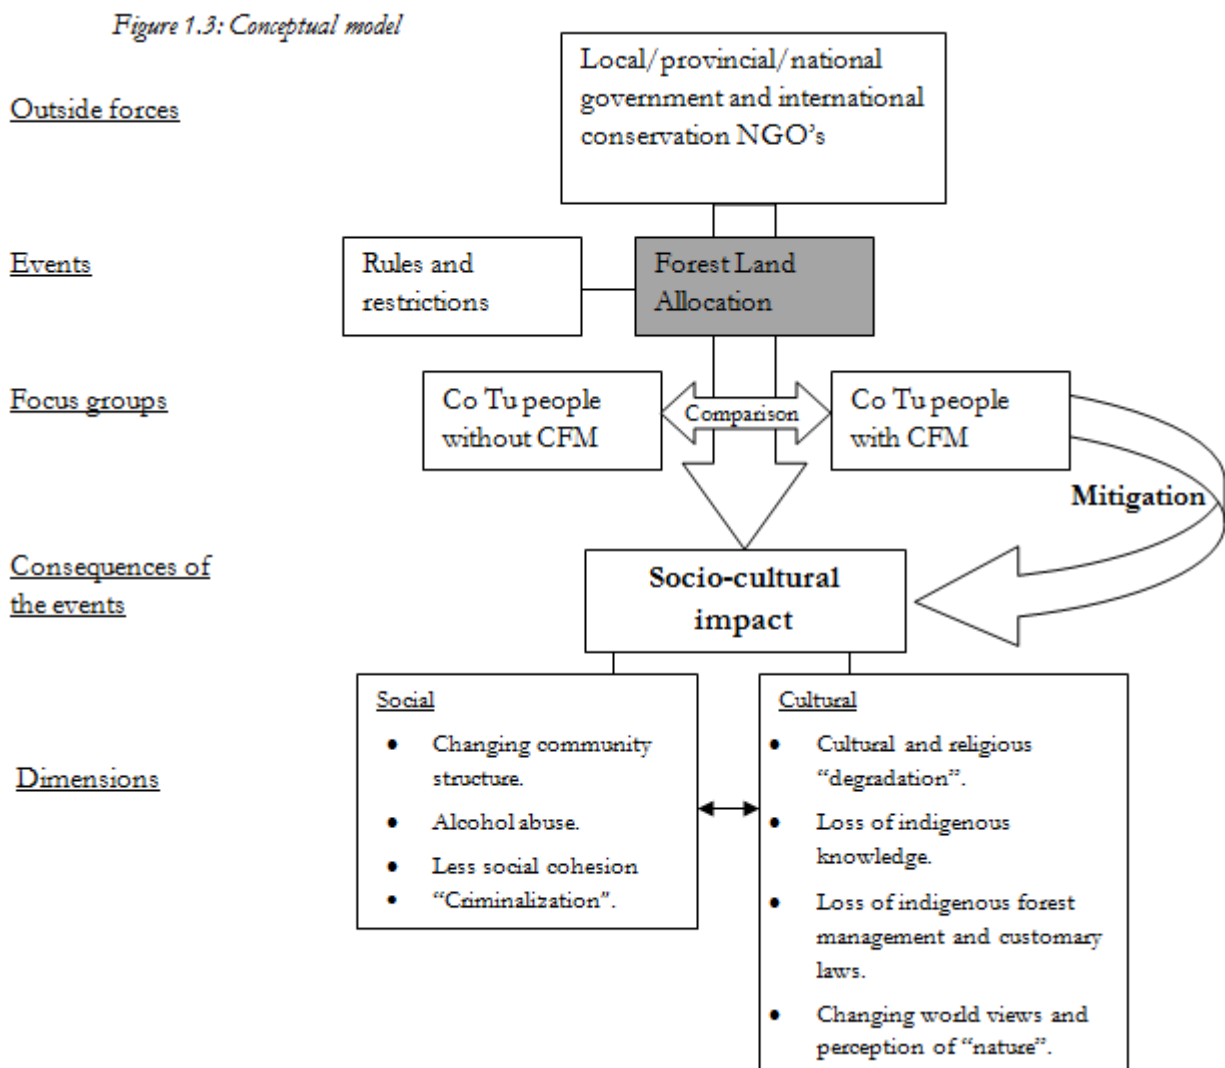 Figure 1.3: Conceptual model
Outside forces
Local/provincial/national
government and international
conservation NGO's
Events
Rules and
restrictions
Forest Land
Allocation
Focus groups
Co Tu people
without CFM
Comparison
Co Tu people
with CFM
Mitigation
Consequences of
the events
Socio-cultural
impact
Dimensions
Social
• Changing community
structure.
• Alcohol abuse.
• Less social cohesion
• “Criminalization”.
Cultural
• Cultural and religious
“degradation”.
• Loss of indigenous
knowledge.
• Loss of indigenous forest
management and customary
laws.
• Changing world views and
perception of “nature”.